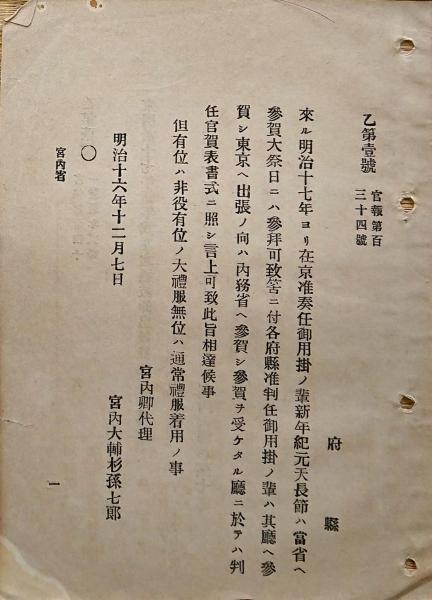 乙第壹號
官報第百
三十四號
府縣
來ル明治十七年ヨリ在京准奏任御用掛ノ輩新年紀元天長節ハ當省ヘ
參賀大祭日ニハ參拜可致筈ニ付各府縣准判任御用掛ノ輩ハ其廳ヘ參
賀シ東京ヘ出張ノ向ハ內務省ヘ參賀シ參賀ヲ受ケタル廳ニ於テハ判
任官賀表書式ニ照シ言上可致此旨相達候事
但有位ハ非役有位ノ大禮服無位ハ通常禮服着用ノ事
宮內卿代理
明治十六年十二月七日 宮內大輔杉孫七郎
〇
宮內省
一